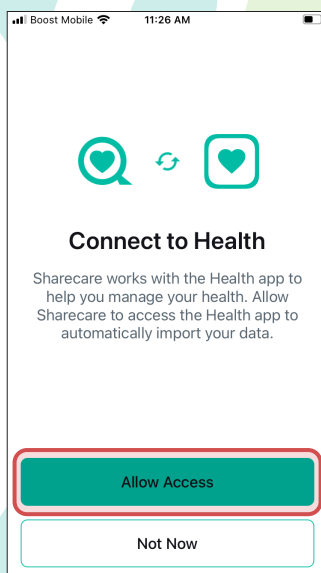 Boost Mobile 11:26 AM
Connect to Health
Sharecare works with the Health app to
help you manage your health. Allow
Sharecare to access the Health app to
automatically import your data.
Allow Access
Not Now